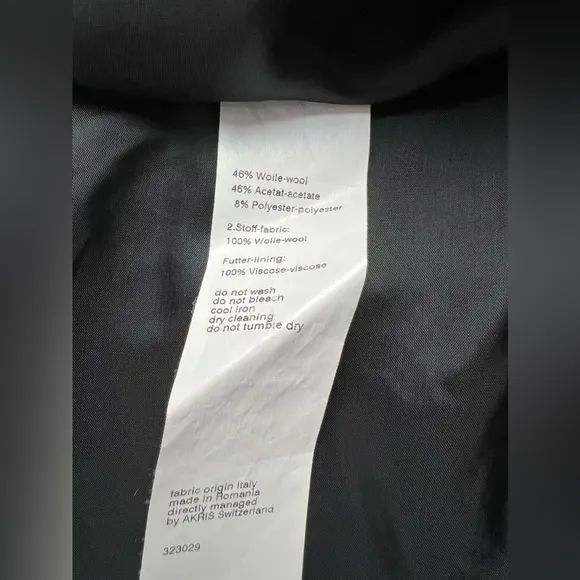 46% Wolle-wool
46% Acetat-acetate
8% Polyester-polyester
2.Stoff-fabric:
100% Wolle-wool
Futter-lining:
100% Viscose-viscose
do not wash
do not bleach
cool iron
dry cleaning
do not tumble dry
fabric origin Italy
made in Romania
directly managed
by AKRIS Switzerland
323029